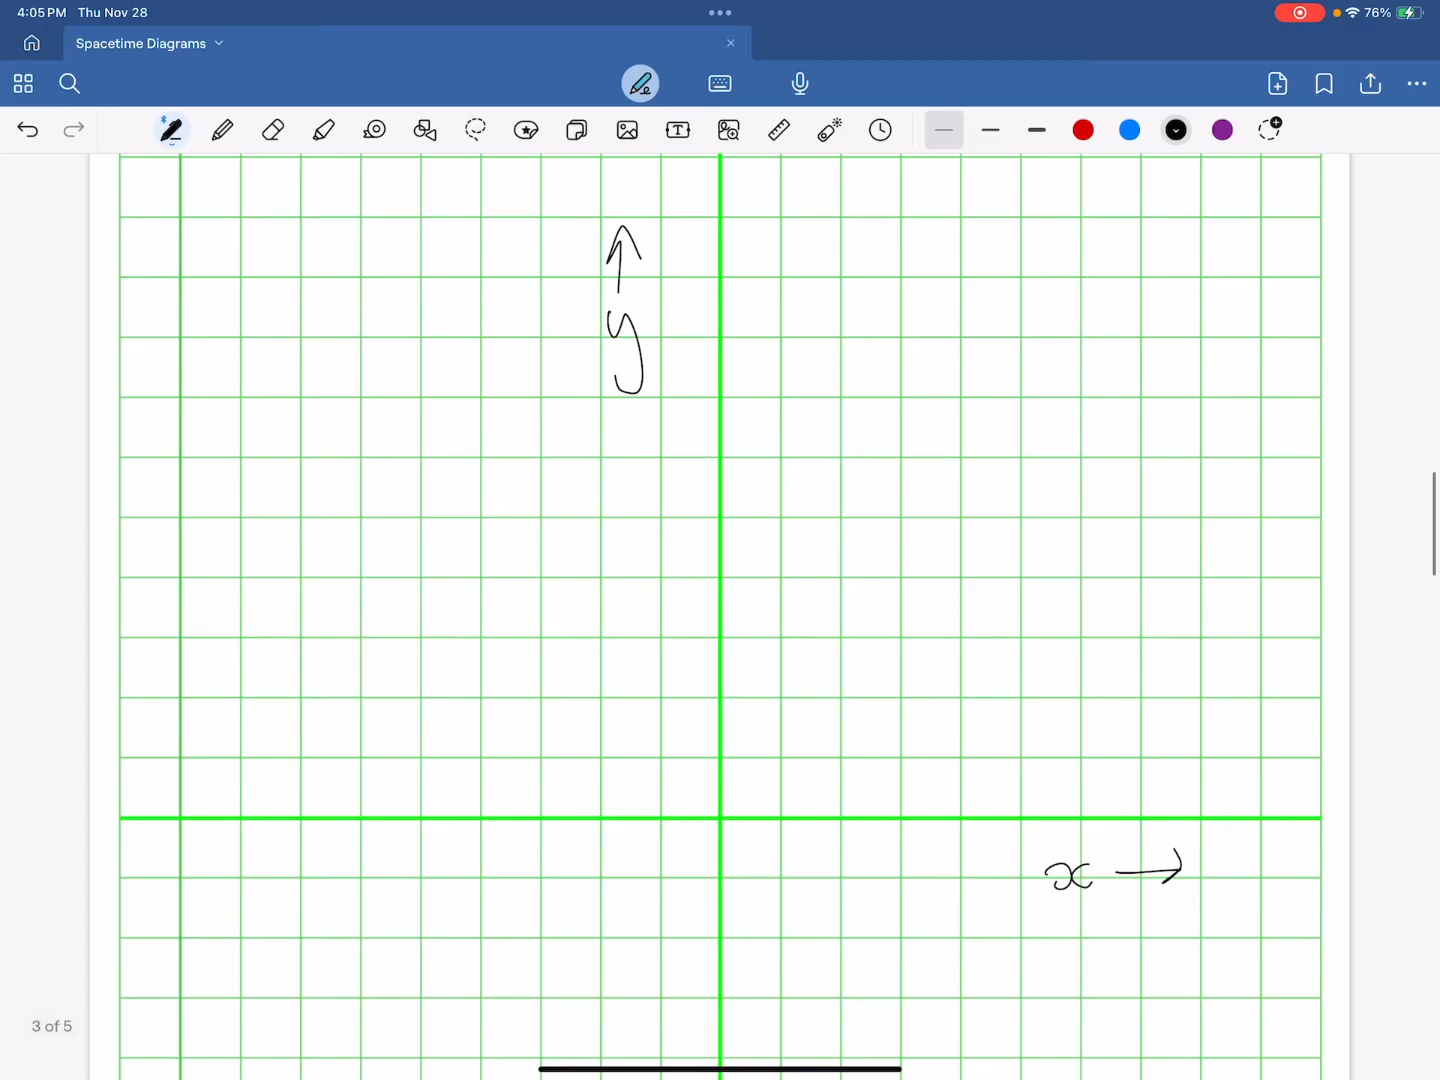 4:05 PM Thu Nov 28
76%
Spacetime Diagrams
T
y
x
3 of 5